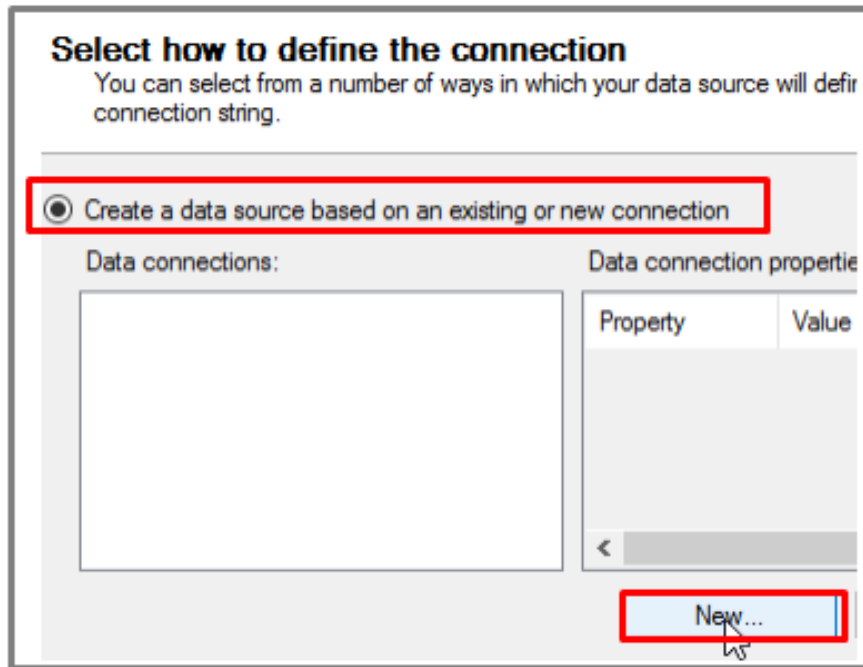 Select how to define the connection
You can select from a number of ways in which your data source will
connection string.
Create a data source based on an existing or new connection
Data connections:
Data connection
Property
Value
New...